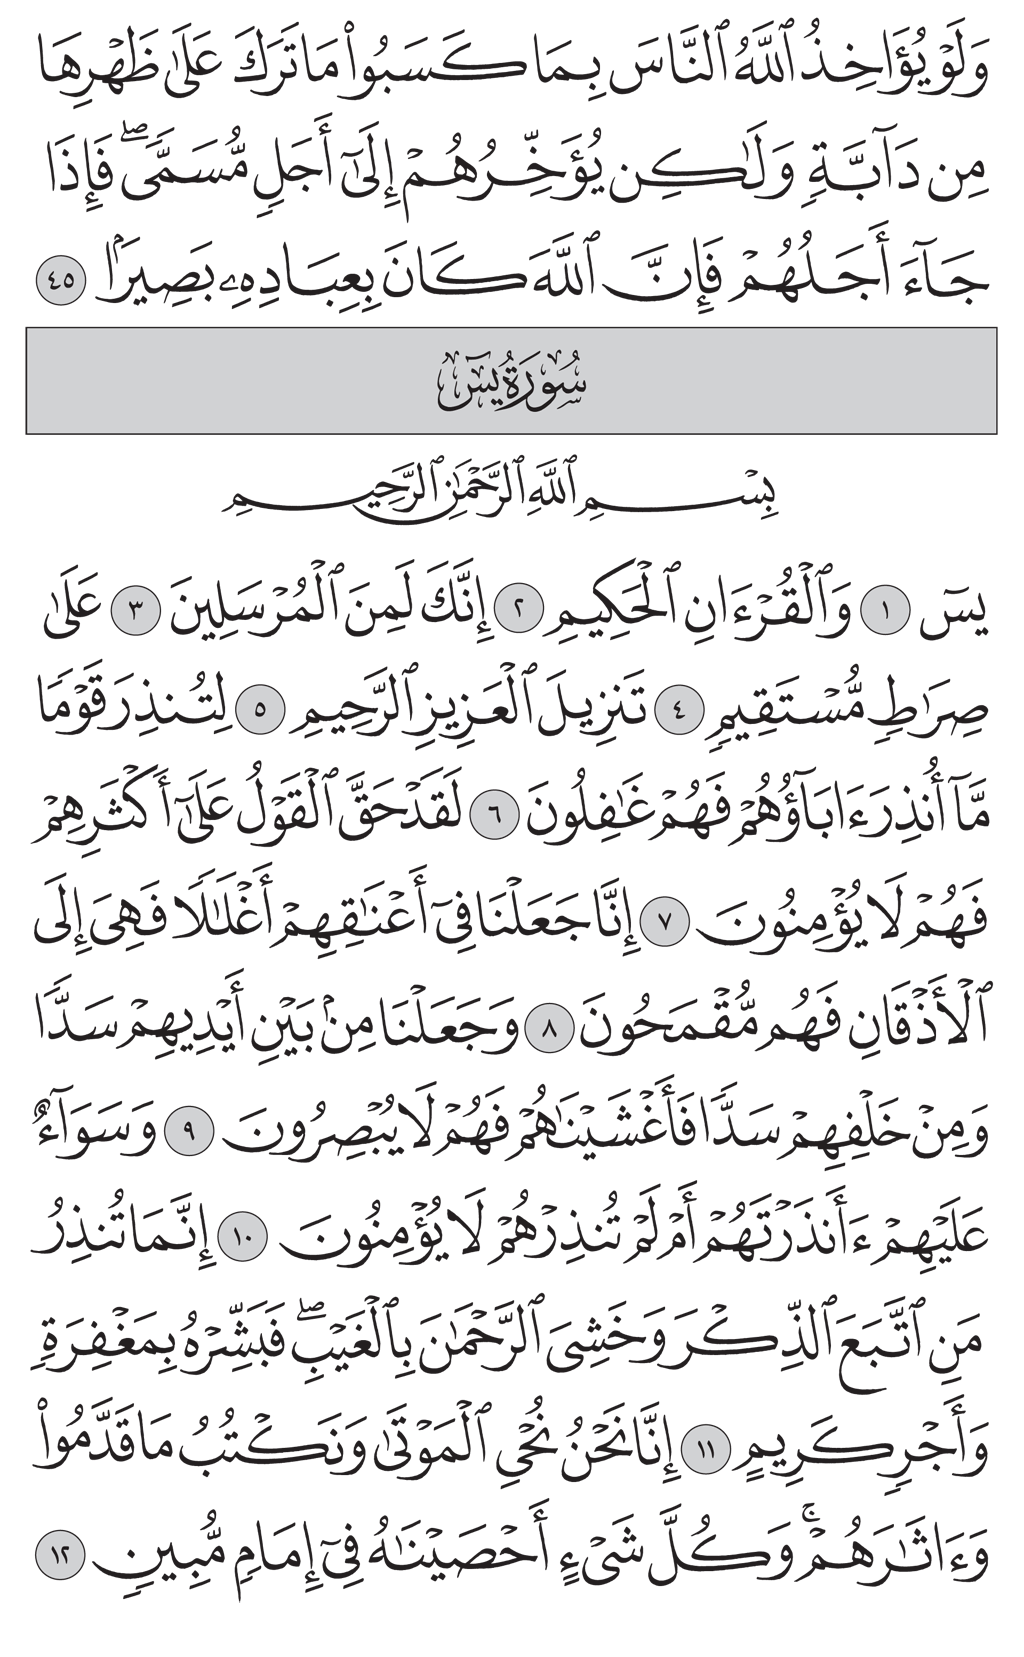 وَلَوۡ يُؤَاخِذُ ٱللَّهُ ٱلنَّاسَ بِمَا كَسَبُواْ مَا تَرَكَ عَلَىٰ ظَهۡرِهَا
مِن دَآبَّةٖ وَلَٰكِن يُؤَخِّرُهُمۡ إِلَىٰٓ أَجَلٖ مُّسَمّٗىۖ فَإِذَا
جَآءَ أَجَلُهُمۡ فَإِنَّ ٱللَّهَ كَانَ بِعِبَادِهِۦ بَصِيرَۢا ٤٥
سُورَةُ يسٓ
بِسۡمِ ٱللَّهِ ٱلرَّحۡمَٰنِ ٱلرَّحِيمِ
يسٓ ١ وَٱلۡقُرۡءَانِ ٱلۡحَكِيمِ ٢ إِنَّكَ لَمِنَ ٱلۡمُرۡسَلِينَ ٣ عَلَىٰ
صِرَٰطٖ مُّسۡتَقِيمٖ ٤ تَنزِيلَ ٱلۡعَزِيزِ ٱلرَّحِيمِ ٥ لِتُنذِرَ قَوۡمٗا
مَّآ أُنذِرَ ءَابَآؤُهُمۡ فَهُمۡ غَٰفِلُونَ ٦ لَقَدۡ حَقَّ ٱلۡقَوۡلُ عَلَىٰٓ أَكۡثَرِهِمۡ
فَهُمۡ لَا يُؤۡمِنُونَ ٧ إِنَّا جَعَلۡنَا فِيٓ أَعۡنَٰقِهِمۡ أَغۡلَٰلٗا فَهِيَ إِلَى
ٱلۡأَذۡقَانِ فَهُم مُّقۡمَحُونَ ٨ وَجَعَلۡنَا مِنۢ بَيۡنِ أَيۡدِيهِمۡ سَدّٗا
وَمِنۡ خَلۡفِهِمۡ سَدّٗا فَأَغۡشَيۡنَٰهُمۡ فَهُمۡ لَا يُبۡصِرُونَ ٩ وَسَوَآءٌ
عَلَيۡهِمۡ ءَأَنذَرۡتَهُمۡ أَمۡ لَمۡ تُنذِرۡهُمۡ لَا يُؤۡمِنُونَ ١٠ إِنَّمَا تُنذِرُ
مَنِ ٱتَّبَعَ ٱلذِّكۡرَ وَخَشِيَ ٱلرَّحۡمَٰنَ بِٱلۡغَيۡبِۖ فَبَشِّرۡهُ بِمَغۡفِرَةٖ
وَأَجۡرٖ كَرِيمٍ ١١ إِنَّا نَحۡنُ نُحۡيِ ٱلۡمَوۡتَىٰ وَنَكۡتُبُ مَا قَدَّمُواْ
وَءَاثَٰرَهُمۡۚ وَكُلَّ شَيۡءٍ أَحۡصَيۡنَٰهُ فِيٓ إِمَامٖ مُّبِينٖ ١٢